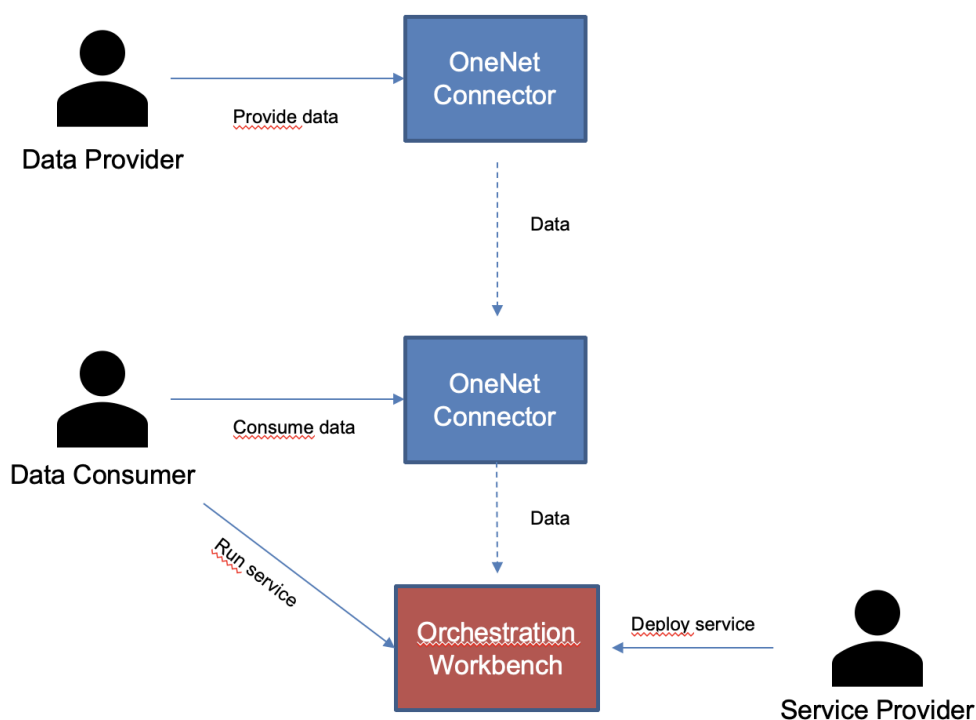 OneNet
Connector
Provide data
Data Provider
Data
OneNet
Connector
Consume data
Data Consumer
Data
Run service
Orchestration
Workbench
Deploy service
Service Provider